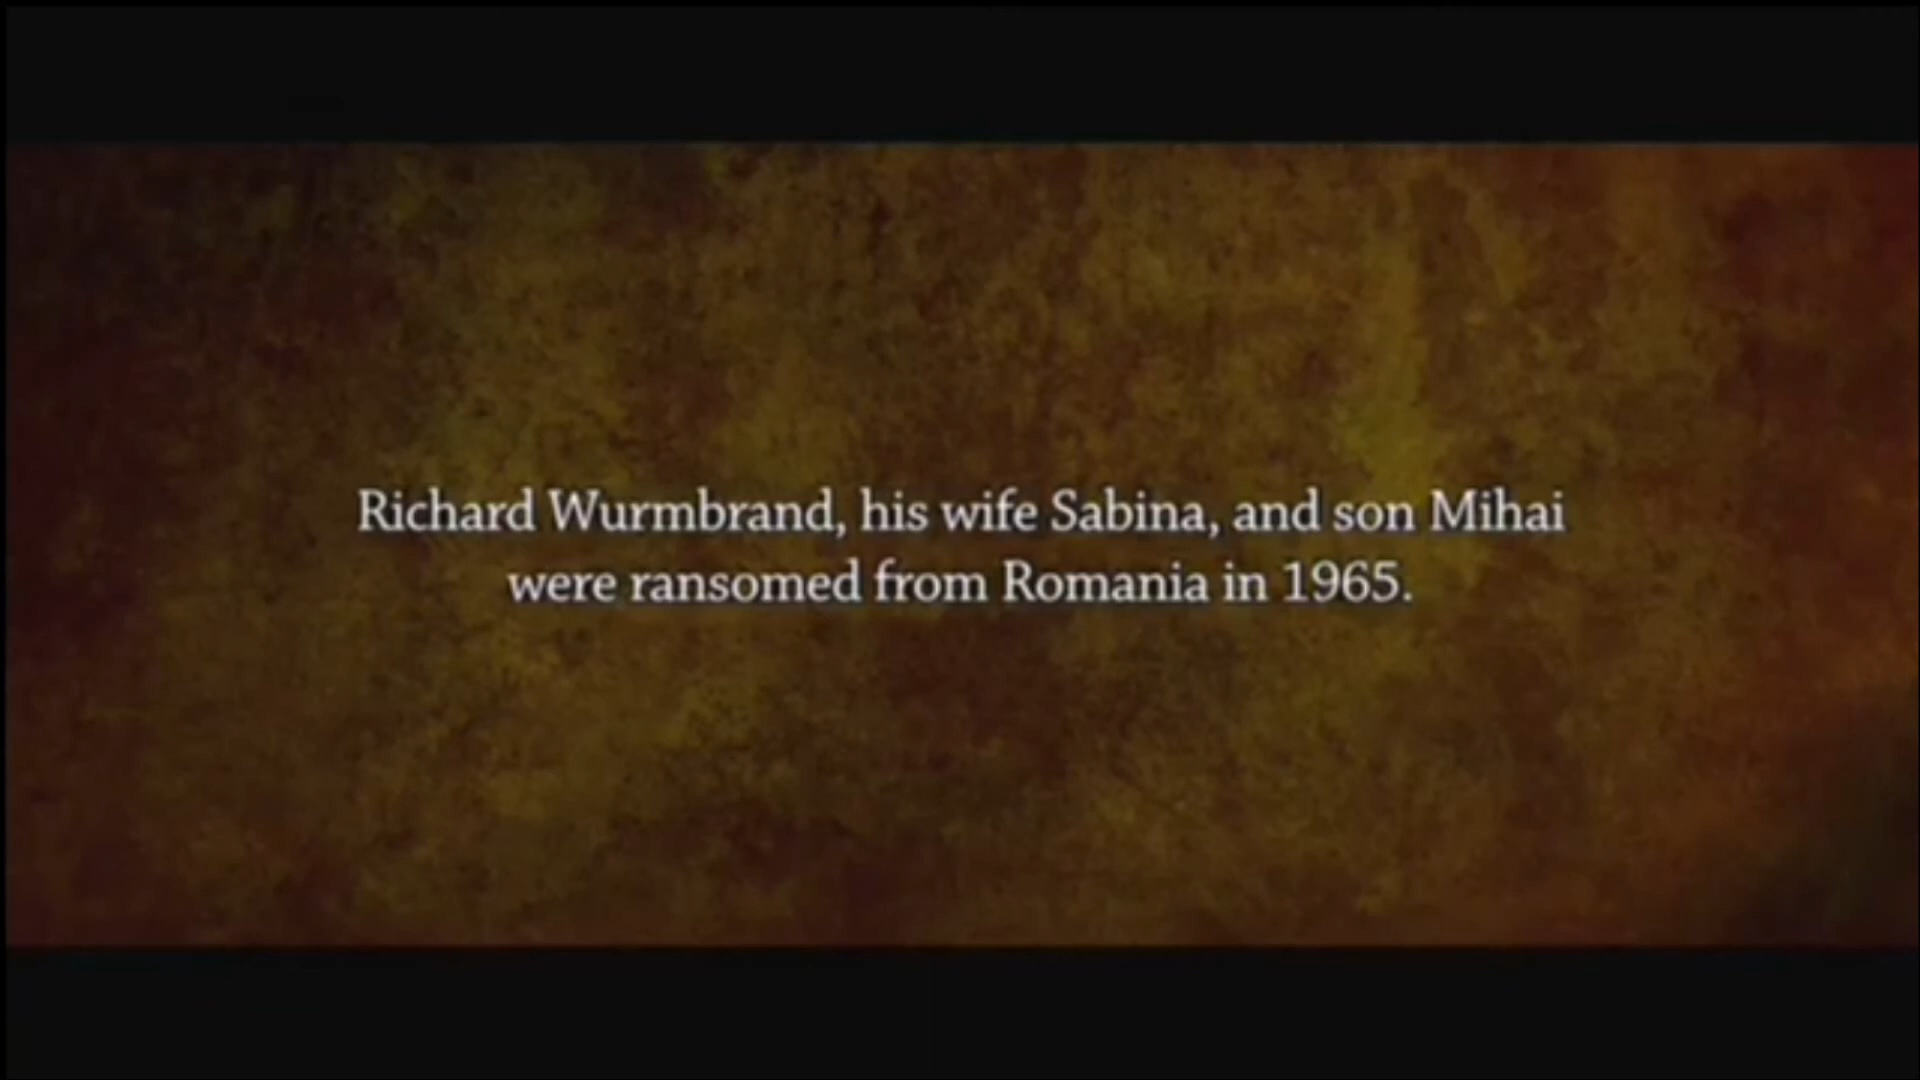 Richard Wurmbrand, his wife Sabina, and son Mihai
were ransomed from Romania in 1965.